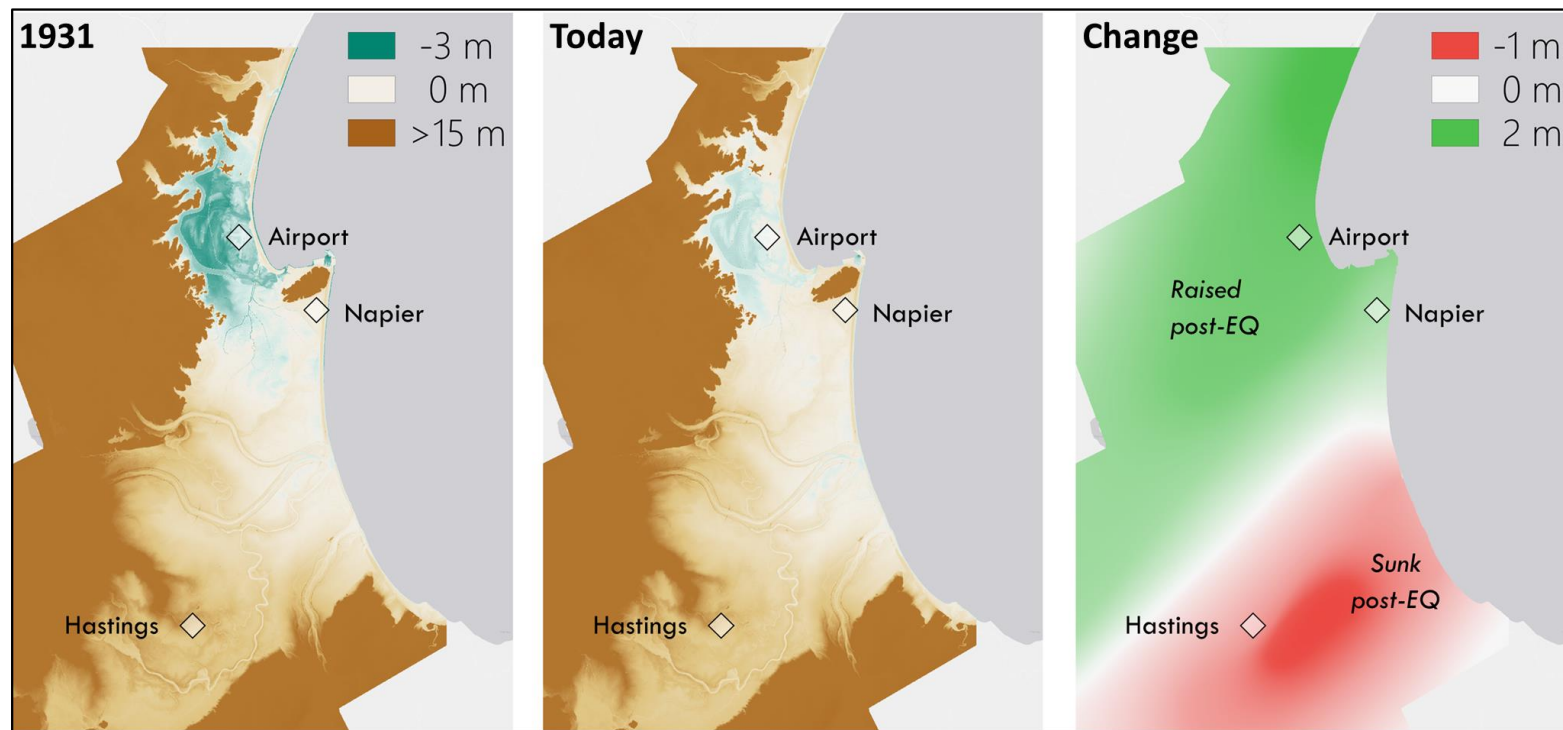 1931
-3 m
0 m
>15 m
Airport
Napier
Hastings
Today
Airport
Napier
Hastings
Change
-1 m
0 m
2 m
Airport
Raised
post-EQ
Napier
Sunk
post-EQ
Hastings